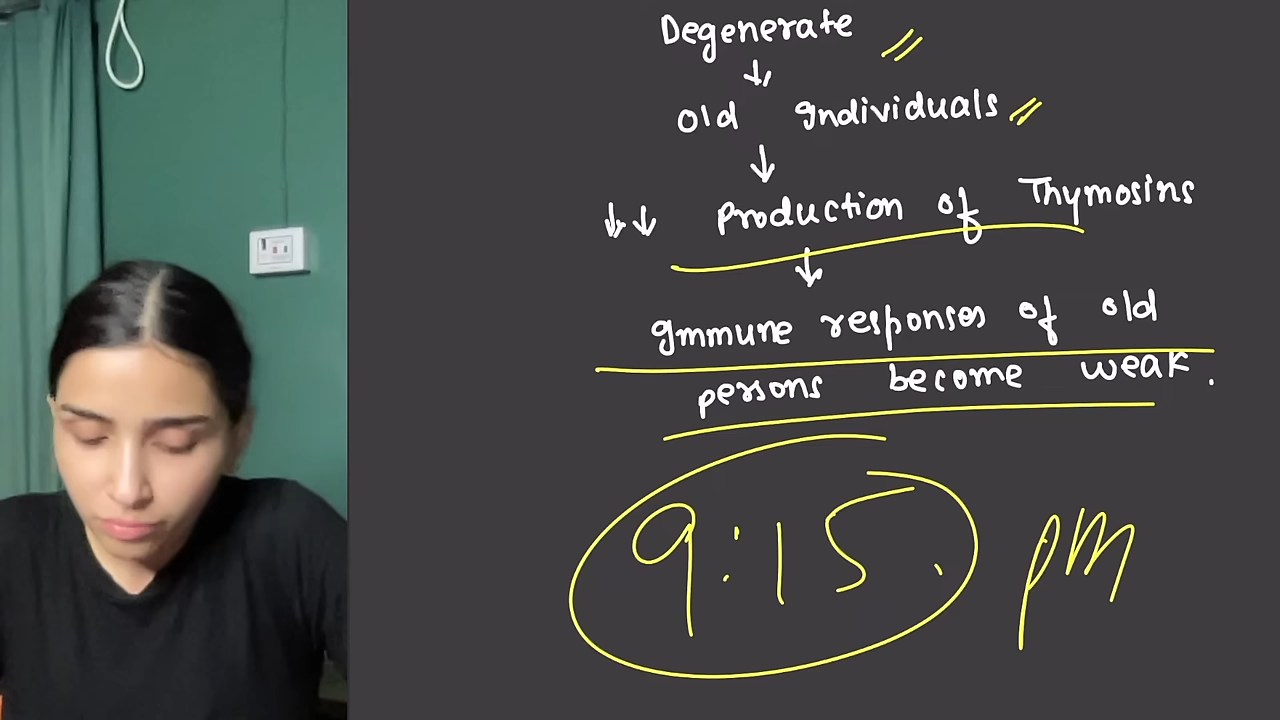 Degenerate
↓
Old Individuals
↓
↓↓ Production of Thymosins
↓
Immune responses of old
persons become weak.
9:15 pm